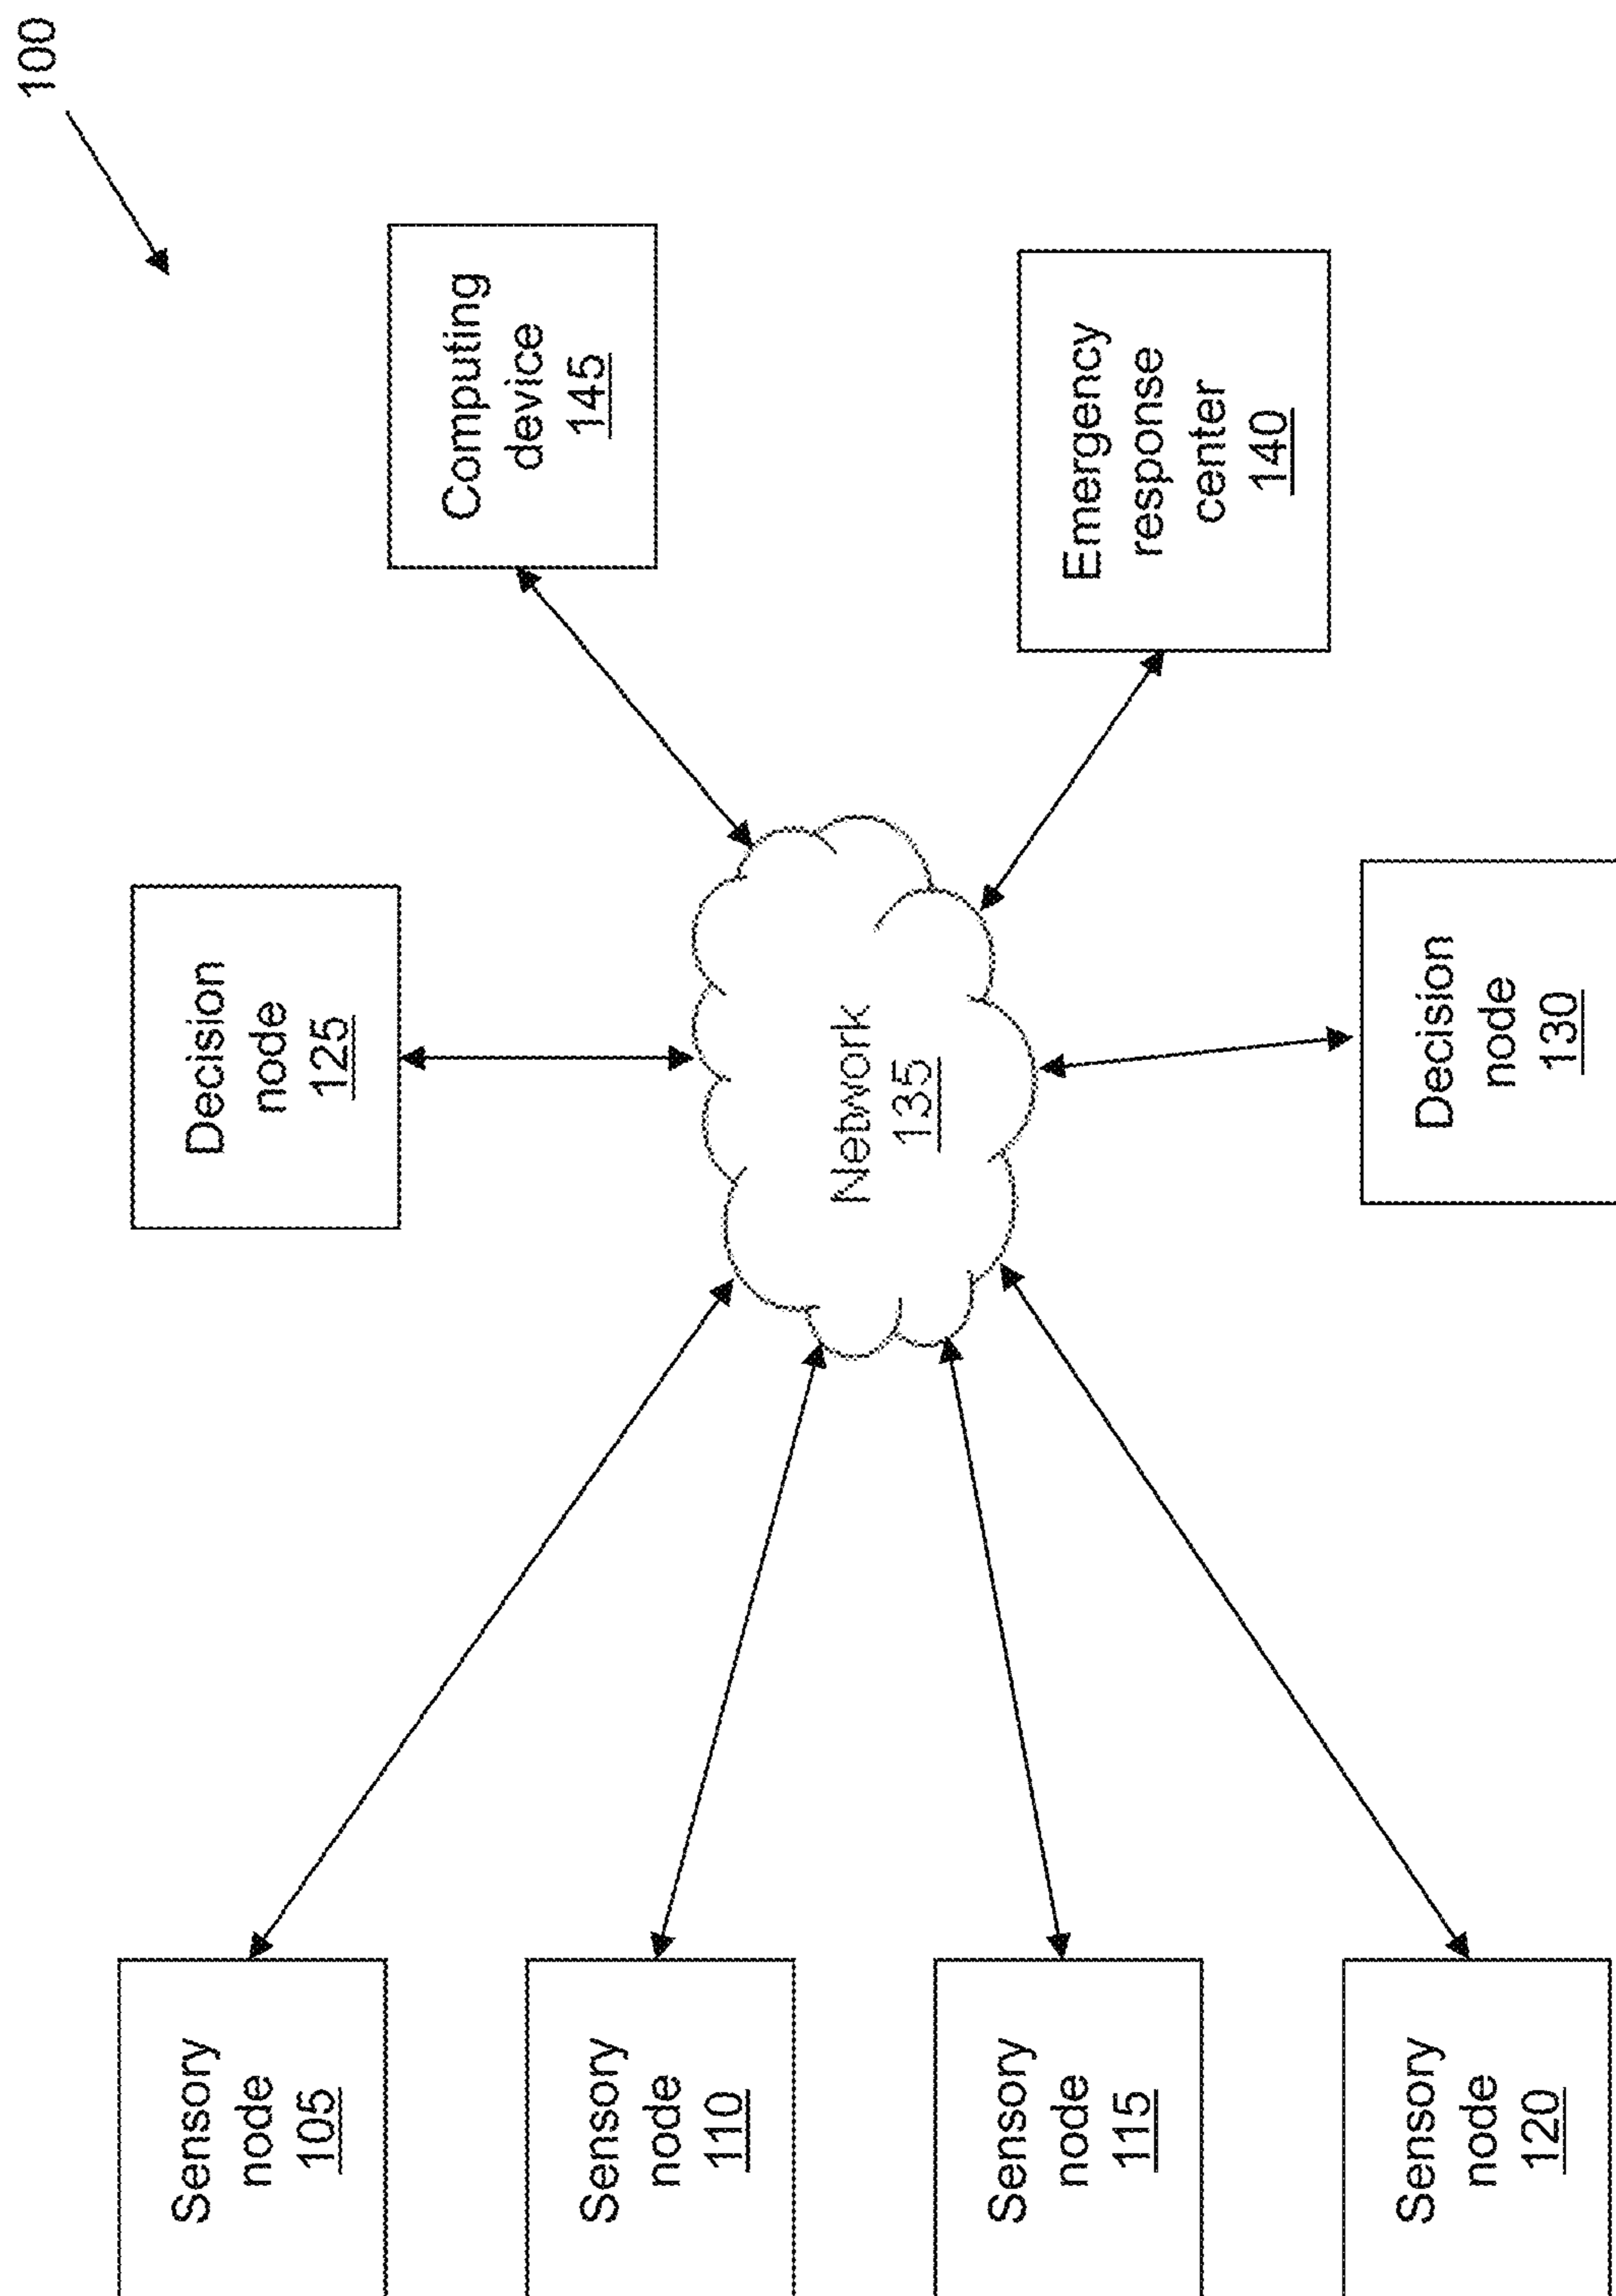 100
Sensory
node
105
Sensory
node
110
Sensory
node
115
Sensory
node
120
Decision
node
125
Network
135
Decision
node
130
Computing
device
145
Emergency
response
center
140